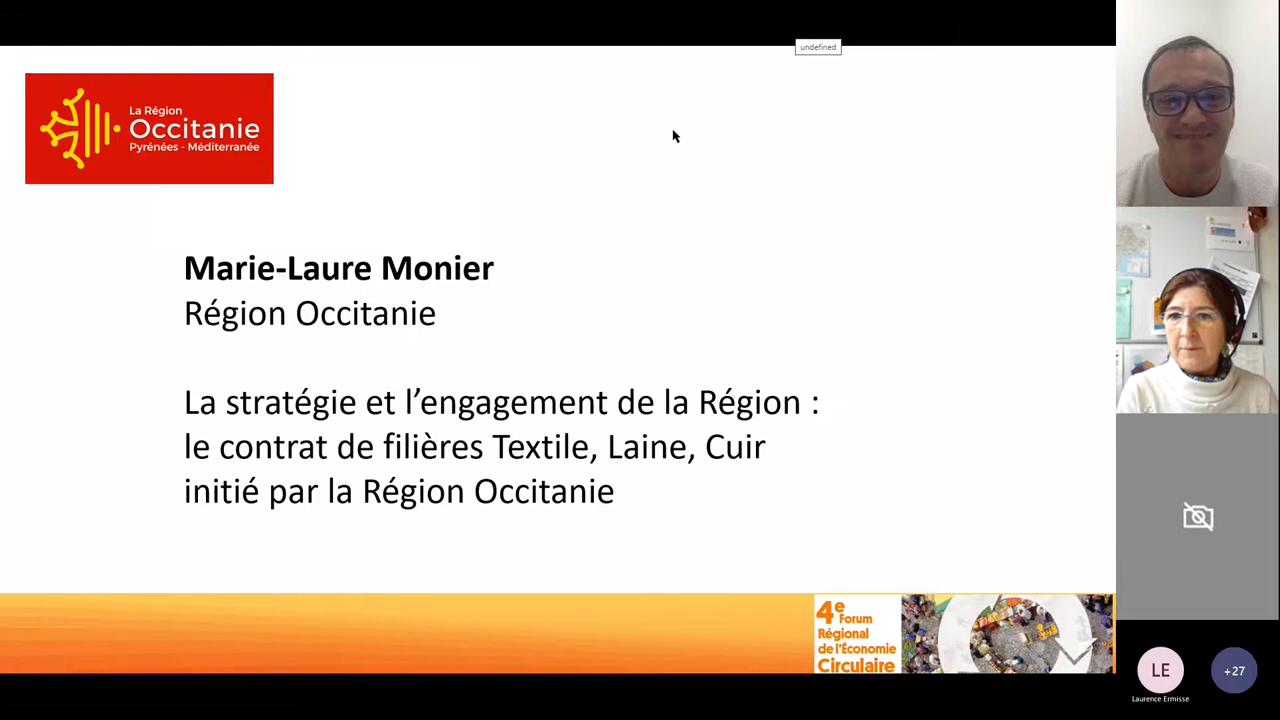 undefined
La Région
Occitanie
Pyrénées - Méditerranée
Marie-Laure Monier
Région Occitanie
La stratégie et l’engagement de la Région :
le contrat de filières Textile, Laine, Cuir
initié par la Région Occitanie
4e Forum
Régional
de l'Économie
Circulaire
LE
+27
Laurence Ermisse